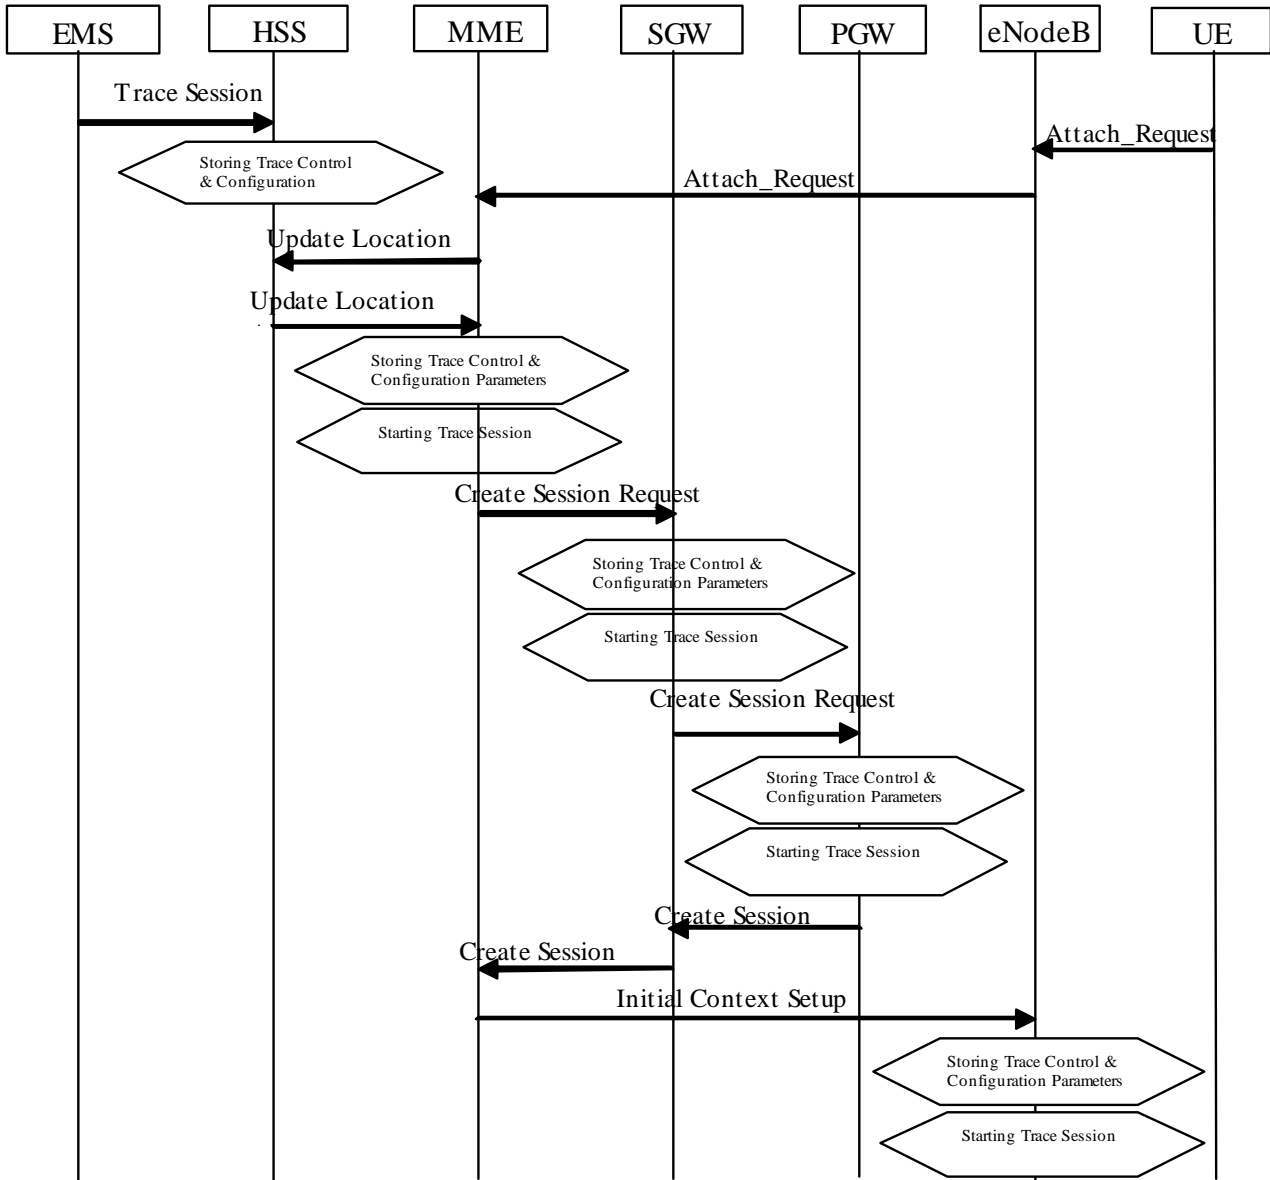 EMS
HSS
MME
SGW
PGW
eNodeB
UE
Trace Session
Attach_Request
Storing Trace Control
& Configuration
Attach_Request
Update Location
Update Location
Storing Trace Control &
Configuration Parameters
Starting Trace Session
Create Session Request
Storing Trace Control &
Configuration Parameters
Starting Trace Session
Create Session Request
Storing Trace Control &
Configuration Parameters
Starting Trace Session
Create Session
Create Session
Initial Context Setup
Storing Trace Control &
Configuration Parameters
Starting Trace Session